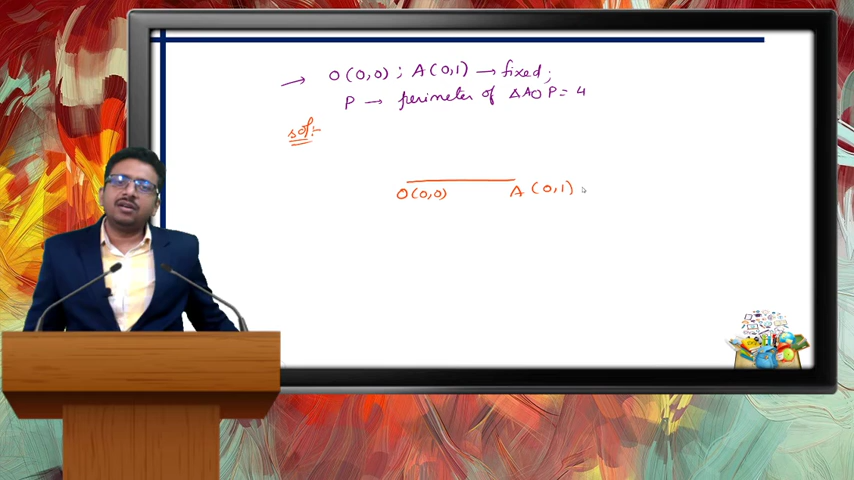 → O (0,0) ; A (0,1) → fixed ;
P → perimeter of ΔAOP = 4
sol:-
O(0,0) A (0,1)